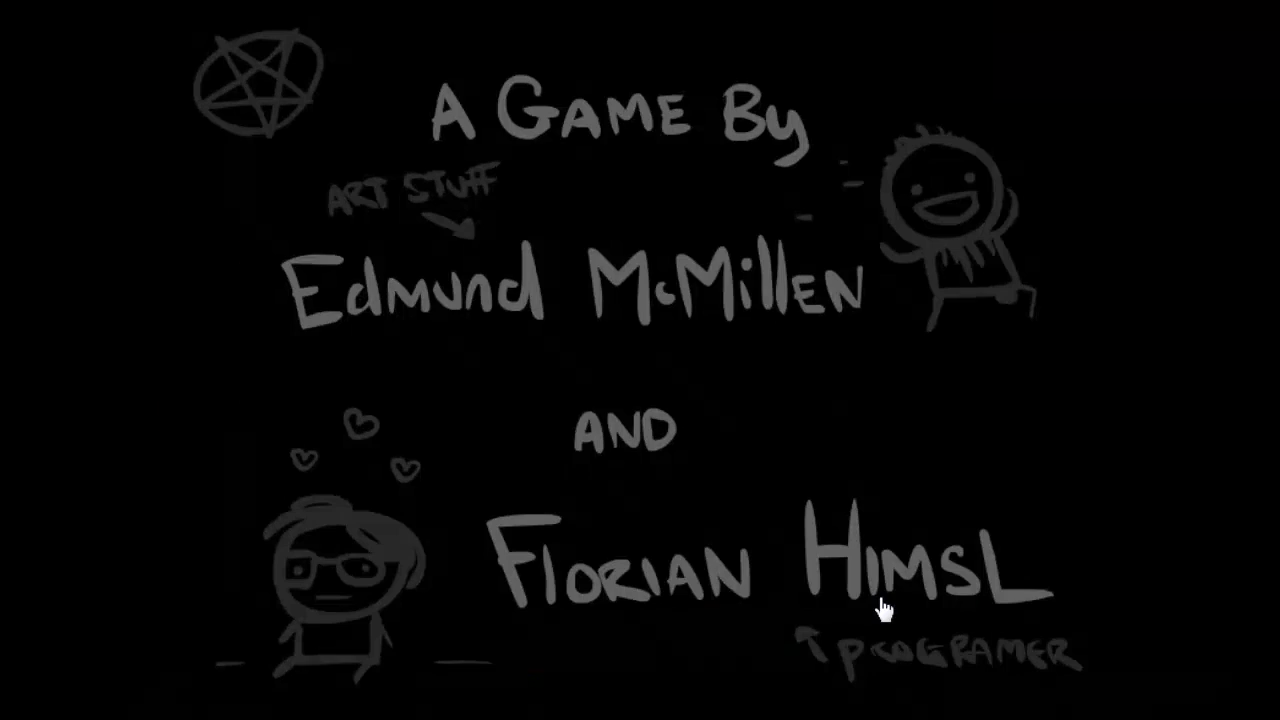 A GAME By
ART STUFF
Edmund McMillEN
AND
FlORIAN HIMSL
pROGRAMER